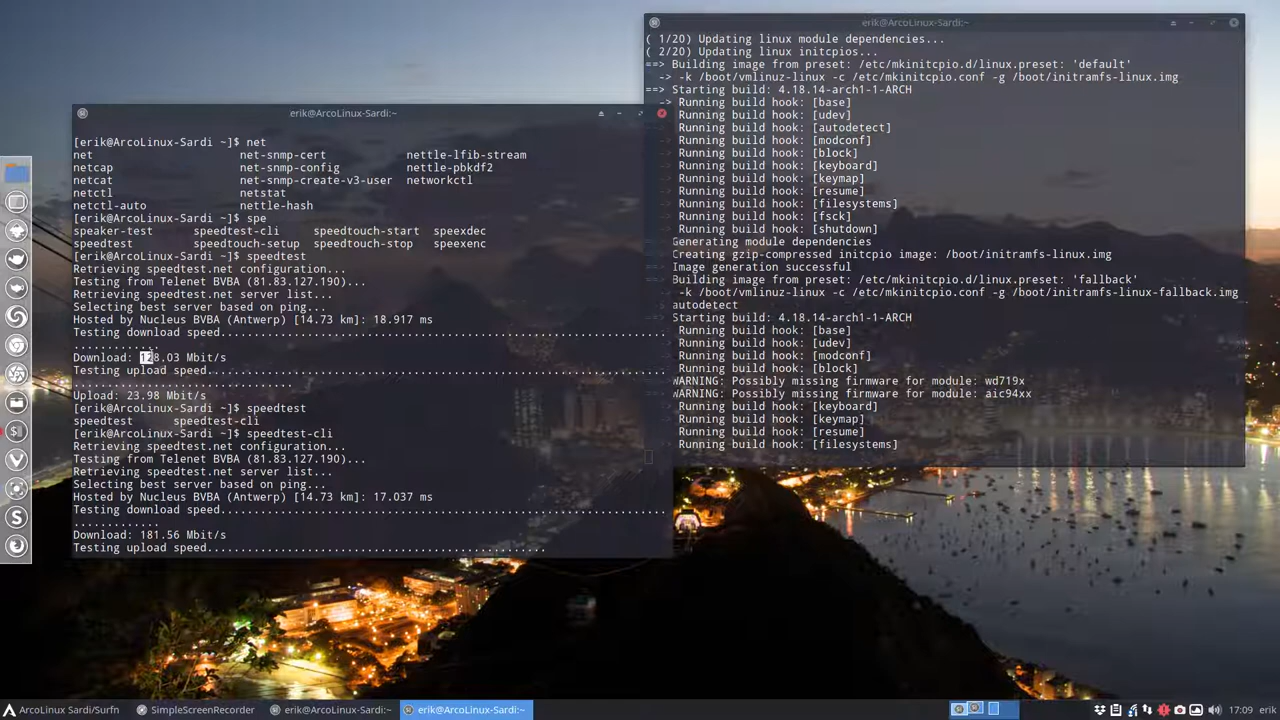 erik@ArcoLinux-Sardi:~
[erik@ArcoLinux-Sardi ~]$ net
net net-snmp-cert nettle-lfib-stream
netcap net-snmp-config nettle-pbkdf2
netcat net-snmp-create-v3-user networkctl
netctl netstat
netctl-auto nettle-hash
[erik@ArcoLinux-Sardi ~]$ spe
speaker-test speedtest-cli speedtouch-start speexdec
speedtest speedtouch-setup speedtouch-stop speexenc
[erik@ArcoLinux-Sardi ~]$ speedtest
Retrieving speedtest.net configuration...
Testing from Telenet BVBA (81.83.127.190)...
Retrieving speedtest.net server list...
Selecting best server based on ping...
Hosted by Nucleus BVBA (Antwerp) [14.73 km]: 18.917 ms
Testing download speed...................................................................
.............
Download: 128.03 Mbit/s
Testing upload speed.....................................................................
.................................
Upload: 23.98 Mbit/s
[erik@ArcoLinux-Sardi ~]$ speedtest
speedtest speedtest-cli
[erik@ArcoLinux-Sardi ~]$ speedtest-cli
Retrieving speedtest.net configuration...
Testing from Telenet BVBA (81.83.127.190)...
Retrieving speedtest.net server list...
Selecting best server based on ping...
Hosted by Nucleus BVBA (Antwerp) [14.73 km]: 17.037 ms
Testing download speed...................................................................
.............
Download: 181.56 Mbit/s
Testing upload speed...................................................
erik@ArcoLinux-Sardi:~
( 1/20) Updating linux module dependencies...
( 2/20) Updating linux initcpios...
==> Building image from preset: /etc/mkinitcpio.d/linux.preset: 'default'
-> -k /boot/vmlinuz-linux -c /etc/mkinitcpio.conf -g /boot/initramfs-linux.img
==> Starting build: 4.18.14-arch1-1-ARCH
-> Running build hook: [base]
-> Running build hook: [udev]
-> Running build hook: [autodetect]
-> Running build hook: [modconf]
-> Running build hook: [block]
-> Running build hook: [keyboard]
-> Running build hook: [keymap]
-> Running build hook: [resume]
-> Running build hook: [filesystems]
-> Running build hook: [fsck]
-> Running build hook: [shutdown]
==> Generating module dependencies
==> Creating gzip-compressed initcpio image: /boot/initramfs-linux.img
==> Image generation successful
==> Building image from preset: /etc/mkinitcpio.d/linux.preset: 'fallback'
-> -k /boot/vmlinuz-linux -c /etc/mkinitcpio.conf -g /boot/initramfs-linux-fallback.img
autodetect
==> Starting build: 4.18.14-arch1-1-ARCH
-> Running build hook: [base]
-> Running build hook: [udev]
-> Running build hook: [modconf]
-> Running build hook: [block]
==> WARNING: Possibly missing firmware for module: wd719x
==> WARNING: Possibly missing firmware for module: aic94xx
-> Running build hook: [keyboard]
-> Running build hook: [keymap]
-> Running build hook: [resume]
-> Running build hook: [filesystems]
ArcoLinux Sardi/Surfn
SimpleScreenRecorder
erik@ArcoLinux-Sardi:~
erik@ArcoLinux-Sardi:~
17:09 erik